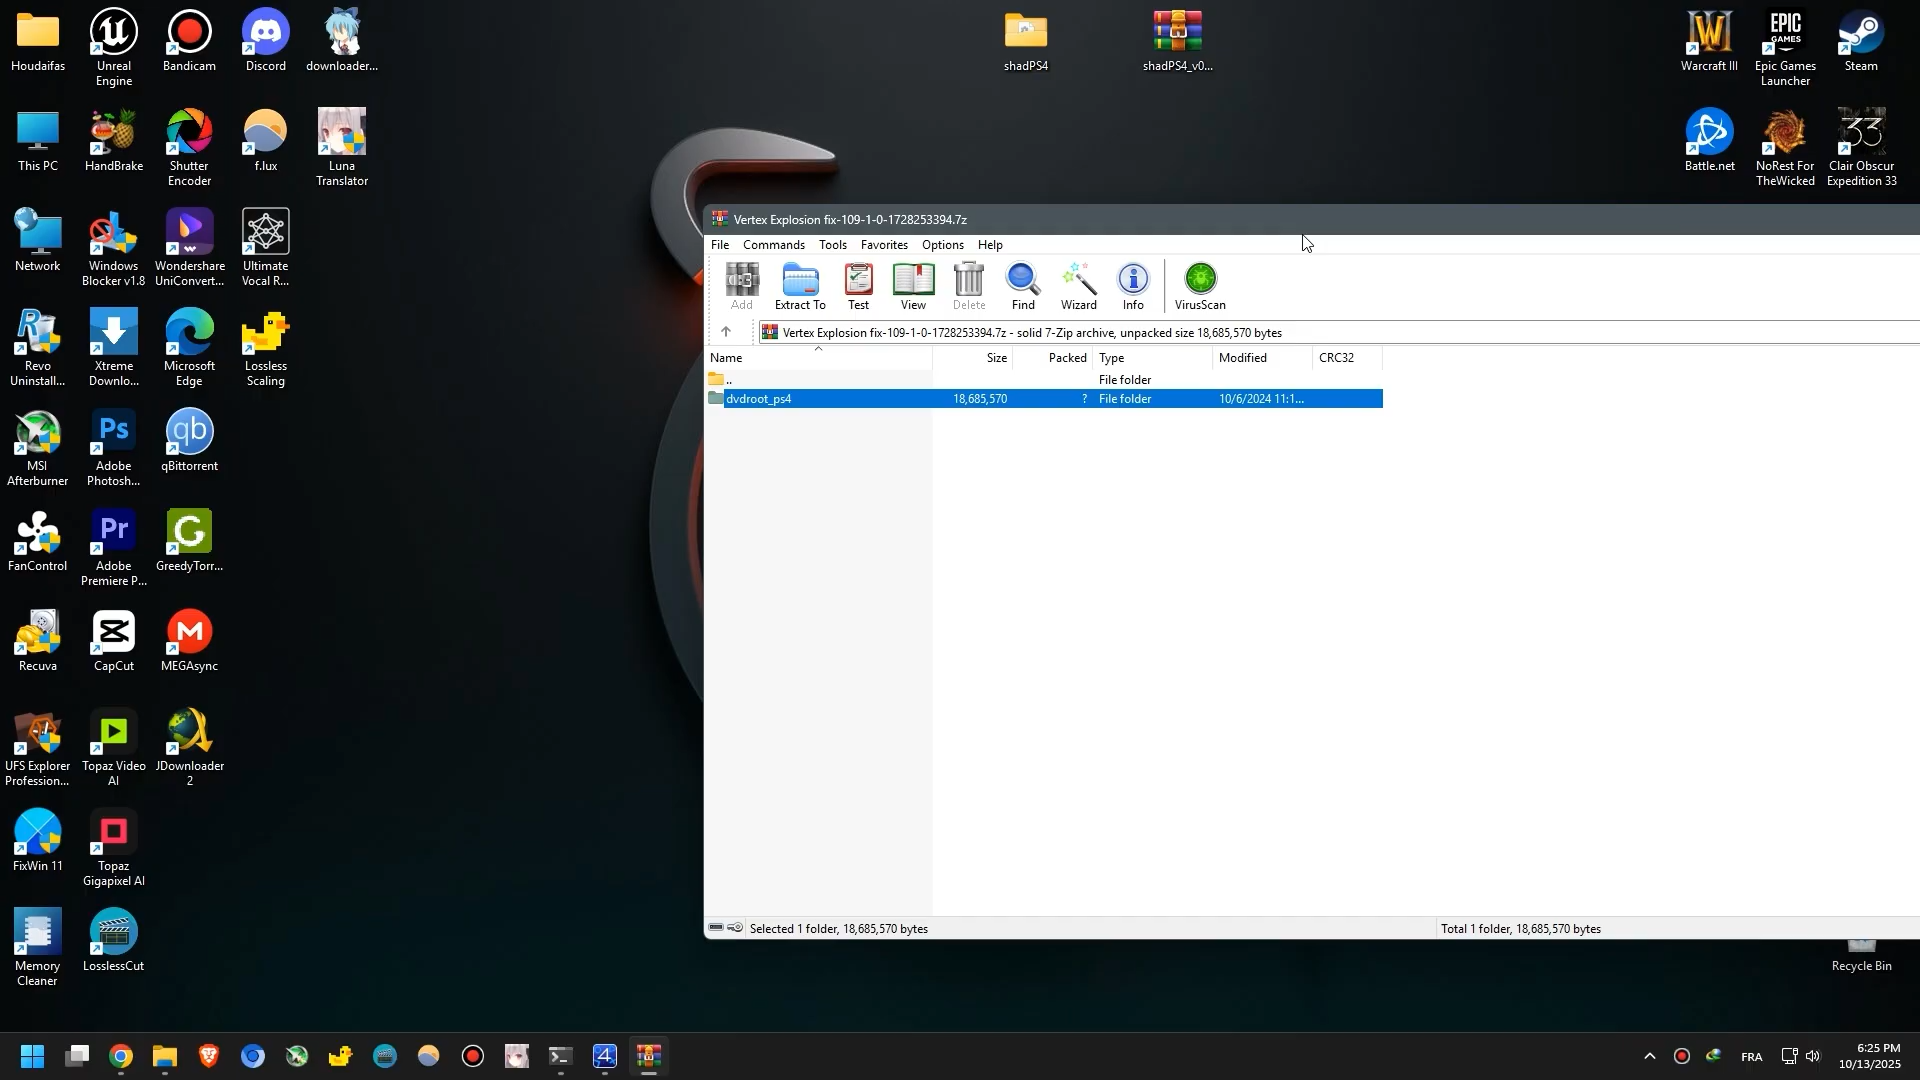 Houdaifas
Unreal
Engine
Bandicam
Discord
downloader...
shadPS4
shadPS4_v0...
Warcraft III
EPIC
GAMES
Epic Games
Launcher
Steam
This PC
HandBrake
Shutter
Encoder
f.lux
Luna
Translator
Battle.net
NoRest For
TheWicked
33
Clair Obscur
Expedition 33
Network
Windows
Blocker v1.8
Wondershare
UniConvert...
Ultimate
Vocal R...
Revo
Uninstall...
Xtreme
Downlo...
Microsoft
Edge
Lossless
Scaling
MSI
Afterburner
Ps
Adobe
Photosh...
qb
qBittorrent
FanControl
Pr
Adobe
Premiere P...
G
GreedyTorr...
Recuva
CapCut
M
MEGAsync
UFS Explorer
Profession...
Topaz Video
AI
JDownloader
2
FixWin 11
Topaz
Gigapixel AI
Memory
Cleaner
LosslessCut
Recycle Bin
Vertex Explosion fix-109-1-0-1728253394.7z
File Commands Tools Favorites Options Help
Add Extract To Test View Delete Find Wizard Info VirusScan
Vertex Explosion fix-109-1-0-1728253394.7z - solid 7-Zip archive, unpacked size 18,685,570 bytes
Name Size Packed Type Modified CRC32
.. File folder
dvdroot_ps4 18,685,570 ? File folder 10/6/2024 11:1...
Selected 1 folder, 18,685,570 bytes
Total 1 folder, 18,685,570 bytes
FRA
6:25 PM
10/13/2025